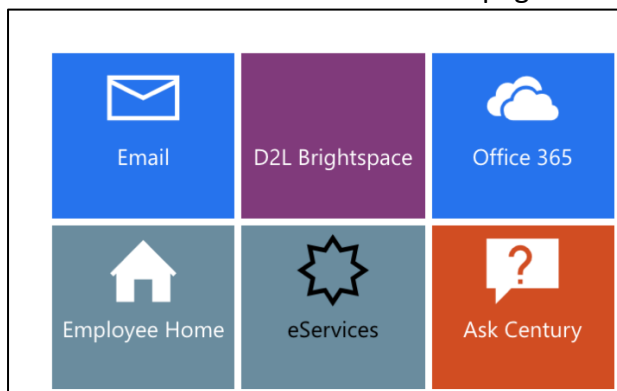 Email
D2L Brightspace
Office 365
Employee Home
eServices
Ask Century